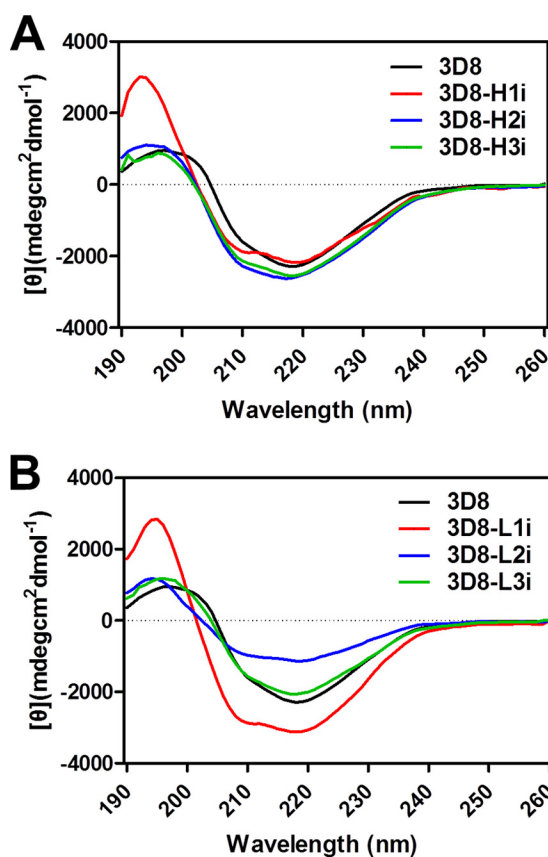 A
4000
2000
0
-2000
-4000
[θ](mdegcm²dmol⁻¹)
3D8
3D8-H1i
3D8-H2i
3D8-H3i
190 200 210 220 230 240 250 260
Wavelength (nm)
B
4000
2000
0
-2000
-4000
[θ](mdegcm²dmol⁻¹)
3D8
3D8-L1i
3D8-L2i
3D8-L3i
190 200 210 220 230 240 250 260
Wavelength (nm)